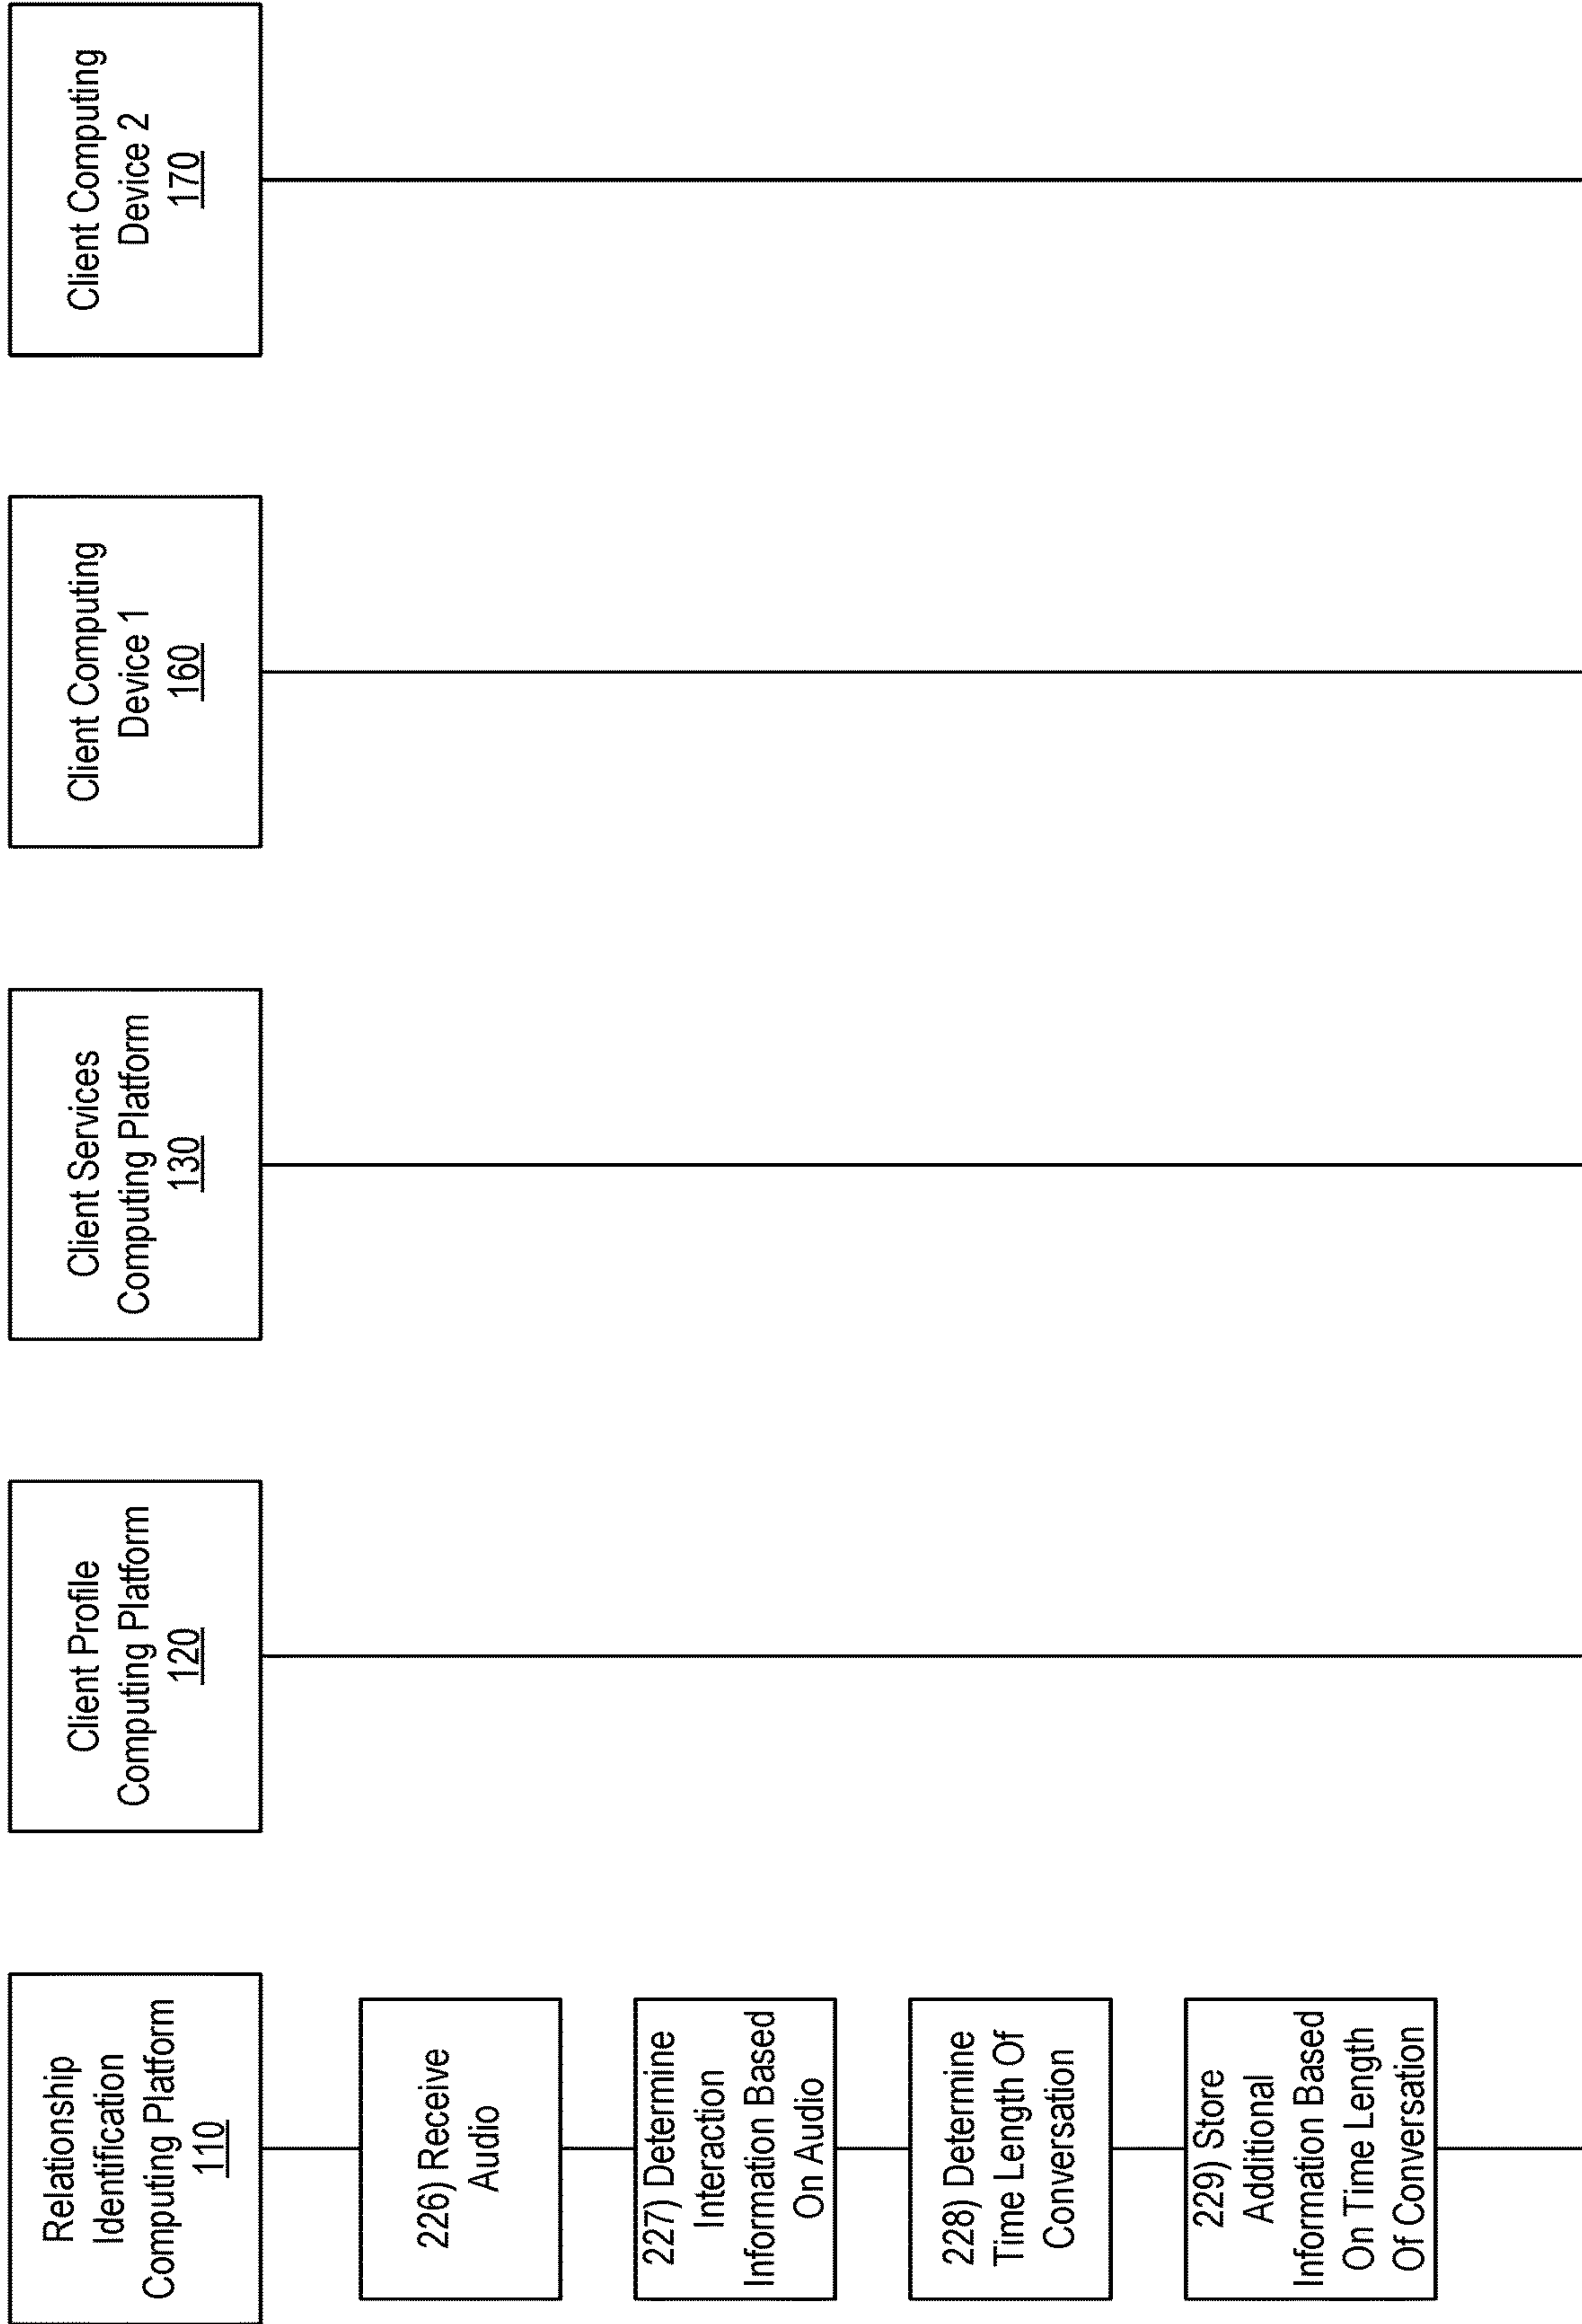 Relationship
Identification
Computing Platform
110
Client Profile
Computing Platform
120
Client Services
Computing Platform
130
Client Computing
Device 1
160
Client Computing
Device 2
170
226) Receive
Audio
227) Determine
Interaction
Information Based
On Audio
228) Determine
Time Length Of
Conversation
229) Store
Additional
Information Based
On Time Length
Of Conversation